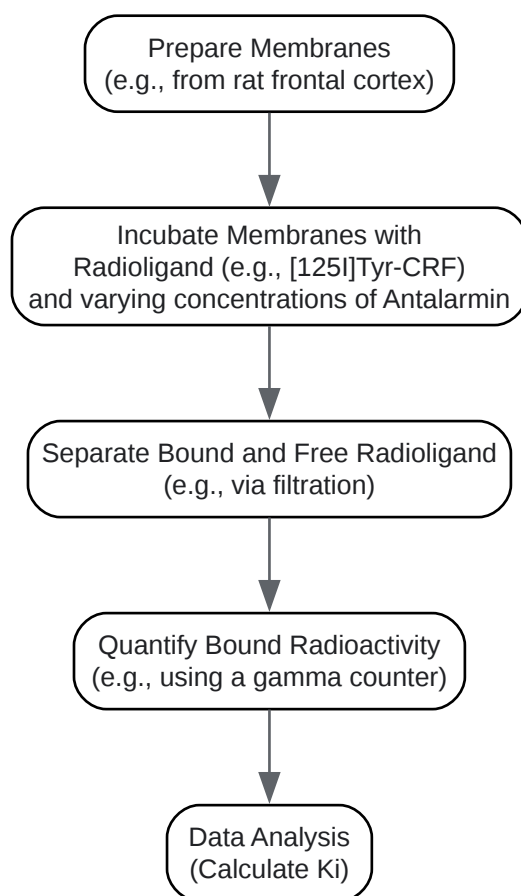 Prepare Membranes
(e.g., from rat frontal cortex)
Incubate Membranes with
Radioligand (e.g., [125I]Tyr-CRF)
and varying concentrations of Antalarmin
Separate Bound and Free Radioligand
(e.g., via filtration)
Quantify Bound Radioactivity
(e.g., using a gamma counter)
Data Analysis
(Calculate Ki)